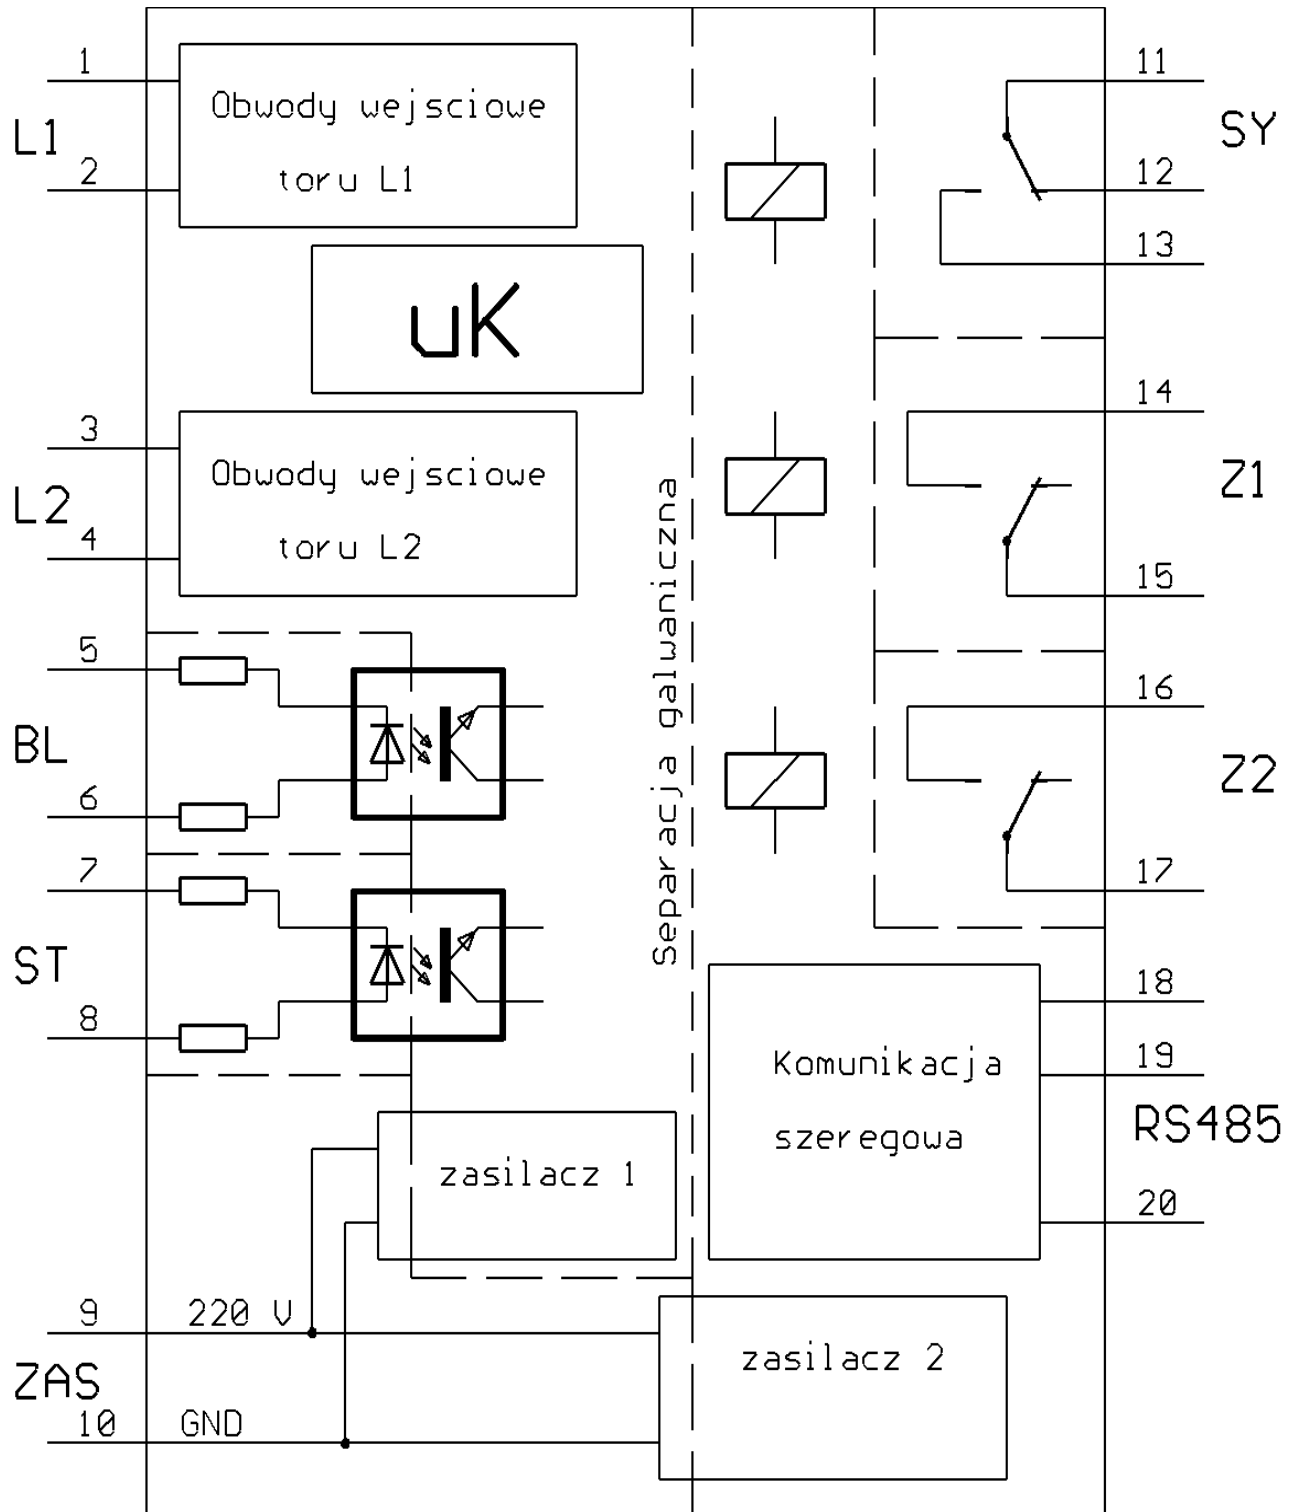 1
L1
2
Obwody wejsciowe
toru L1
uK
3
L2
4
Obwody wejsciowe
toru L2
5
BL
6
7
ST
8
Separacja galwaniczna
zasilacz 1
9
220 V
ZAS
10
GND
zasilacz 2
11
SY
12
13
14
Z1
15
16
Z2
17
18
19
Komunikacja
szeregowa
RS485
20